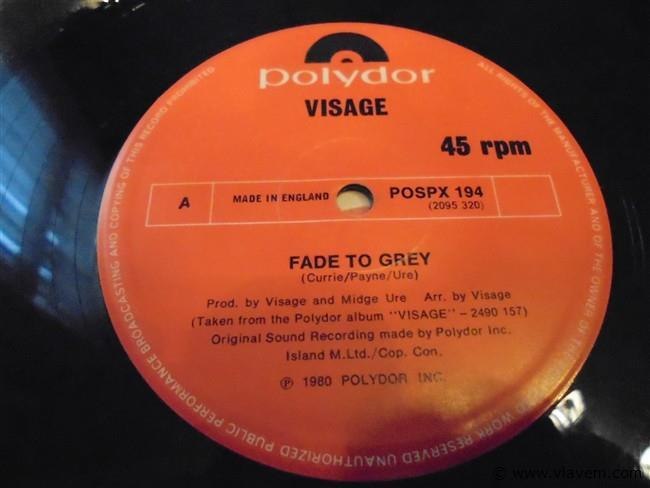 polydor
VISAGE
45 rpm
A
MADE IN ENGLAND
POSPX 194
(2095 320)
FADE TO GREY
(Currie/Payne/Ure)
Prod. by Visage and Midge Ure Arr. by Visage
(Taken from the Polydor album "VISAGE" – 2490 157)
Original Sound Recording made by Polydor Inc.
Island M.Ltd./Cop. Con.
℗ 1980 POLYDOR INC.
ALL RIGHTS OF THE MANUFACTURER AND OF THE OWNER OF THE
WORK RESERVED UNAUTHORIZED PUBLIC PERFORMANCE BROADCASTING AND COPYING OF THIS RECORD PROHIBITED
© www.vlavem.com